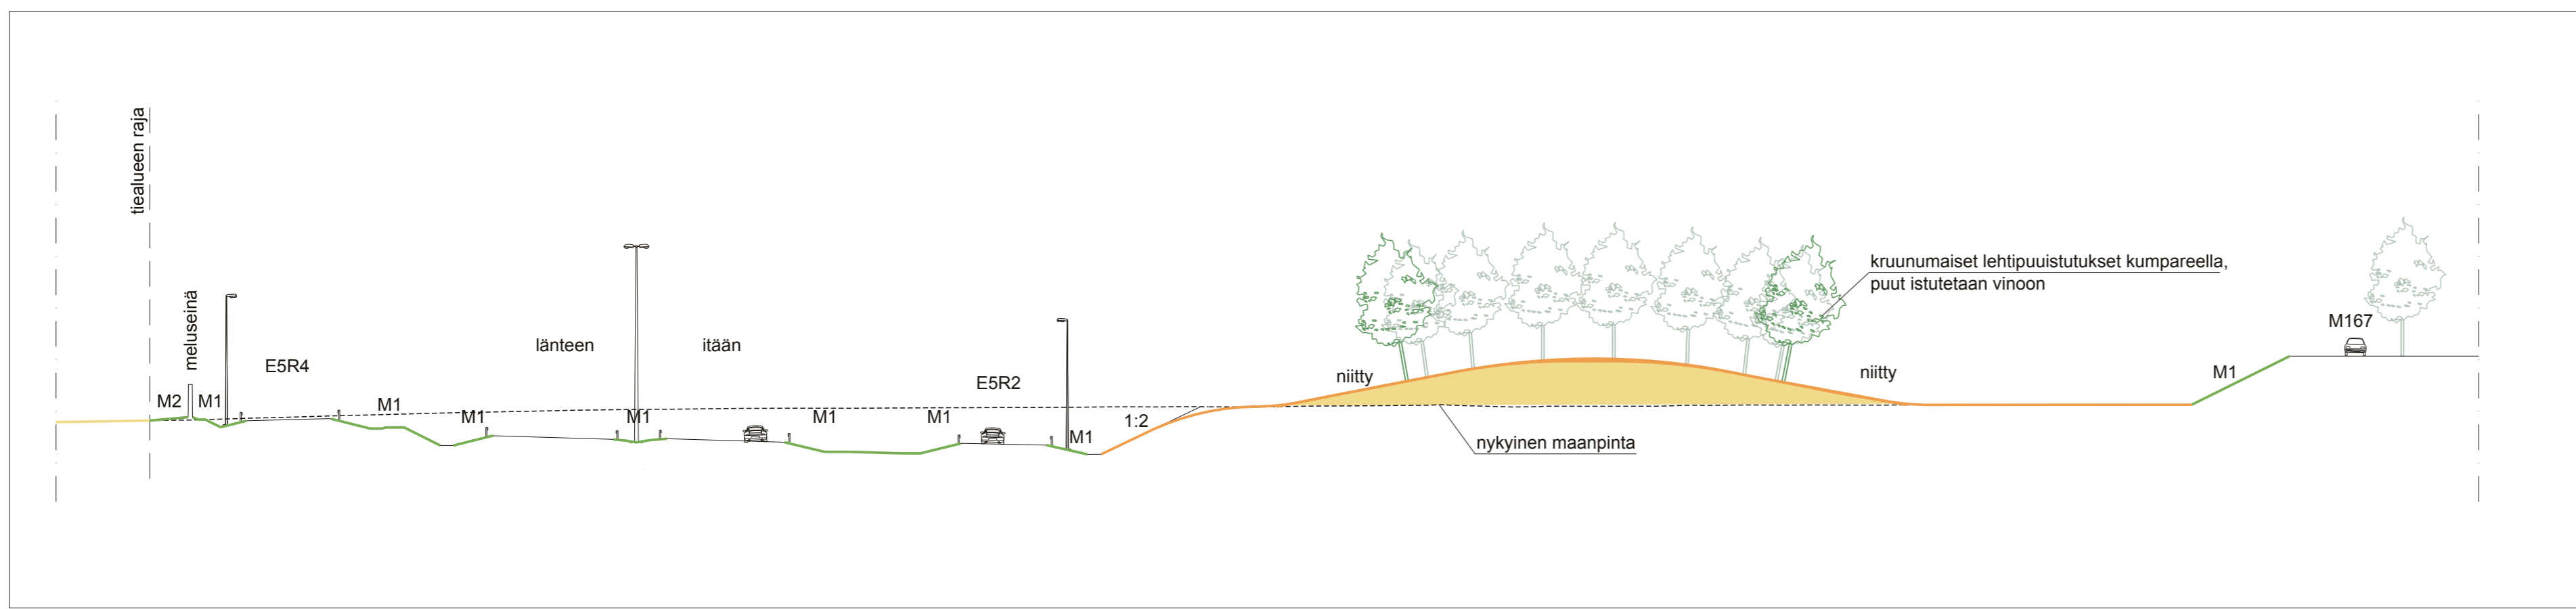 tiealueen raja
M2
meluseinä
M1
E5R4
M1
M1
länteen
M1
itään
M1
M1
E5R2
M1
1:2
niitty
nykyinen maanpinta
kruunumaiset lehtipuuistutukset kumpareella,
puut istutetaan vinoon
niitty
M1
M167